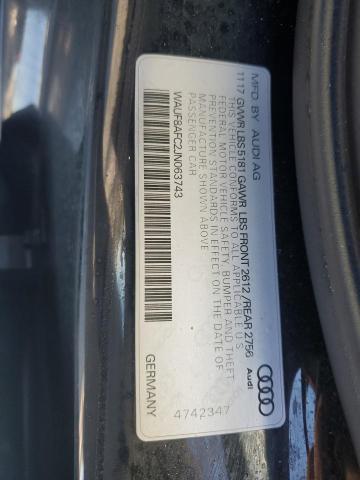 MFD BY AUDI AG
11 17 GVWR LBS 5181 GAWR LBS FRONT 2612 / REAR 2756
THIS VEHICLE CONFORMS TO ALL APPLICABLE U S
FEDERAL MOTOR VEHICLE SAFETY, BUMPER AND THEFT
PREVENTION STANDARDS IN EFFECT ON THE DATE OF
MANUFACTURE SHOWN ABOVE
PASSENGER CAR
WAUF8AFC2JN063743
GERMANY
Audi
4742347